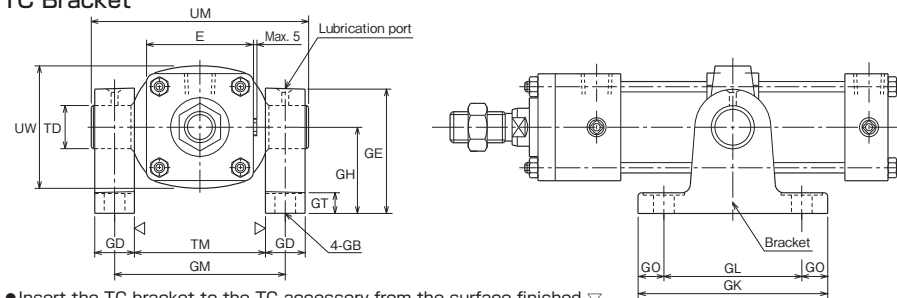 TC Bracket
UM
E
Max. 5
Lubrication port
UW
TD
GE
GH
GT
GD
TM
GD
4-GB
GM
Bracket
GO
GL
GO
GK
●Insert the TC bracket to the TC accessory from the surface finished ▽